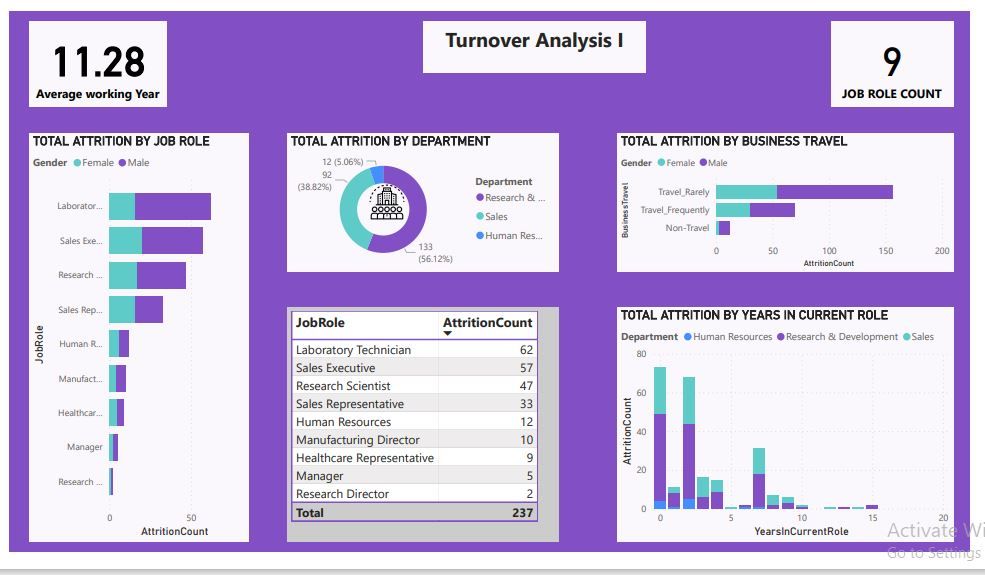 11.28
Average working Year
Turnover Analysis I
9
JOB ROLE COUNT
TOTAL ATTRITION BY JOB ROLE
Gender Female Male
Laborator...
Sales Exe...
Research ...
Sales Rep...
Human R...
Manufact...
Healthcar...
Manager
Research ...
JobRole
0 50
AttritionCount
TOTAL ATTRITION BY DEPARTMENT
12 (5.06%)
92
(38.82%)
133
(56.12%)
Department
Research & ...
Sales
Human Res...
TOTAL ATTRITION BY BUSINESS TRAVEL
Gender Female Male
BusinessTravel
Travel_Rarely
Travel_Frequently
Non-Travel
0 50 100 150 200
AttritionCount
JobRole AttritionCount
Laboratory Technician 62
Sales Executive 57
Research Scientist 47
Sales Representative 33
Human Resources 12
Manufacturing Director 10
Healthcare Representative 9
Manager 5
Research Director 2
Total 237
TOTAL ATTRITION BY YEARS IN CURRENT ROLE
Department Human Resources Research & Development Sales
AttritionCount
80
60
40
20
0
0 5 10 15 20
YearsInCurrentRole
Activate Wi
Go to Settings